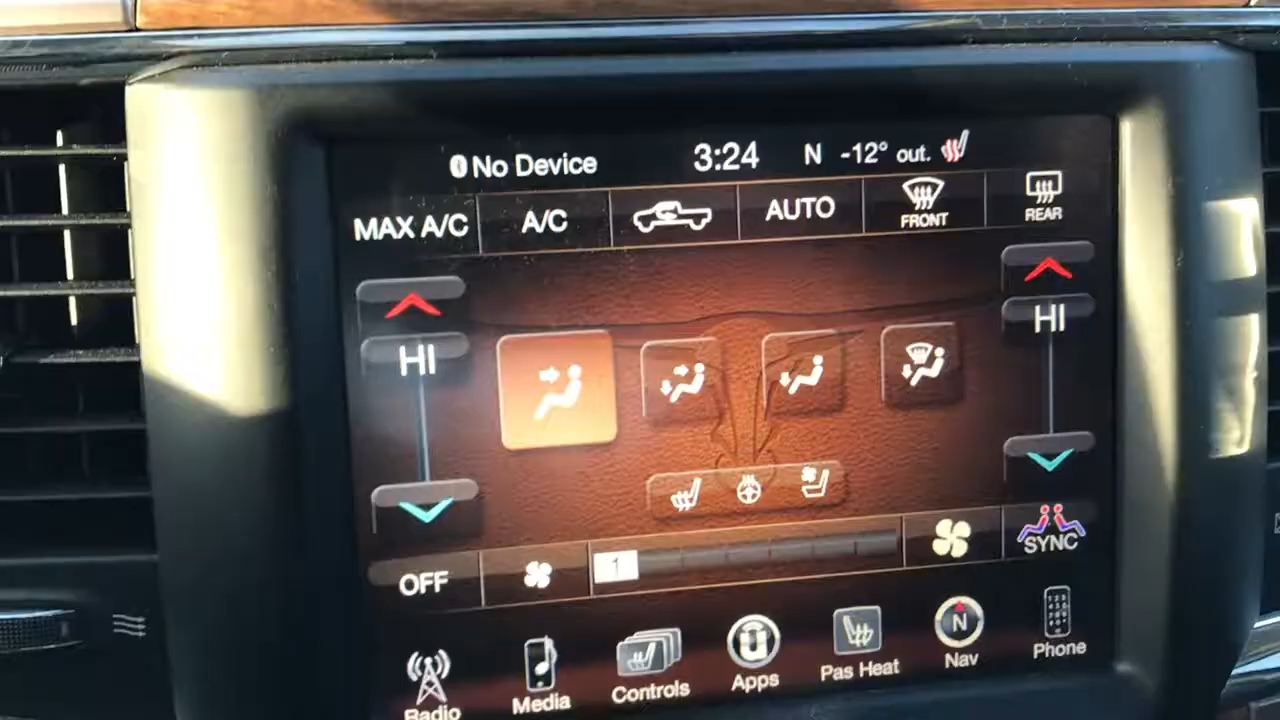 No Device
3:24
N -12° out.
MAX A/C
A/C
AUTO
FRONT
REAR
HI
HI
OFF
1
SYNC
Radio
Media
Controls
Apps
Pas Heat
N
Nav
Phone